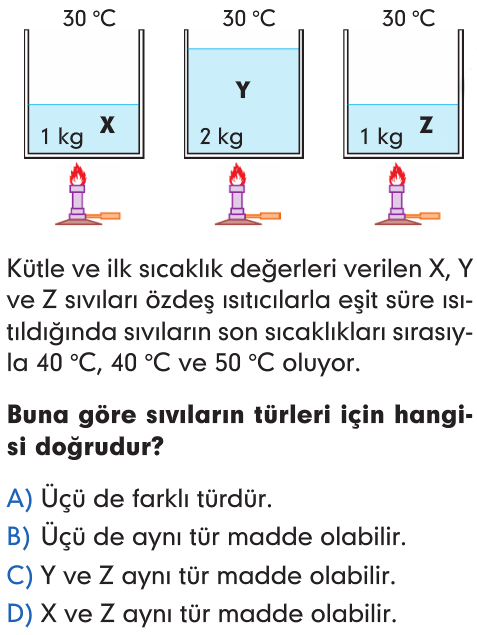 30 °C 30 °C 30 °C
X Y Z
1 kg 2 kg 1 kg
Kütle ve ilk sıcaklık değerleri verilen X, Y
ve Z sıvıları özdeş ısıtıcılarla eşit süre ısı-
tıldığında sıvıların son sıcaklıkları sırasıy-
la 40 °C, 40 °C ve 50 °C oluyor.
Buna göre sıvıların türleri için hangi-
si doğrudur?
A) Üçü de farklı türdür.
B) Üçü de aynı tür madde olabilir.
C) Y ve Z aynı tür madde olabilir.
D) X ve Z aynı tür madde olabilir.